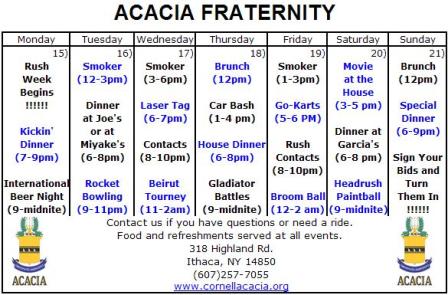 ACACIA FRATERNITY
Monday Tuesday Wednesday Thursday Friday Saturday Sunday
15)
Rush
Week
Begins
!!!!!!
Kickin'
Dinner
(7-9pm)
International
Beer Night
(9-midnite)
16)
Smoker
(12-3pm)
Dinner
at Joe's
or at
Miyake's
(6-8pm)
Rocket
Bowling
(9-11pm)
17)
Smoker
(3-6pm)
Laser Tag
(6-7pm)
Contacts
(8-10pm)
Beirut
Tourney
(11-2am)
18)
Brunch
(12pm)
Car Bash
(1-4 pm)
House Dinner
(6-8pm)
Gladiator
Battles
(9-midnite)
19)
Smoker
(1-3pm)
Go-Karts
(5-6 PM)
Rush
Contacts
(8-10pm)
Broom Ball
(12-2 am)
20)
Movie
at the
House
(3-5 pm)
Dinner at
Garcia's
(6-8 pm)
Headrush
Paintball
(9-midnite)
21)
Brunch
(12pm)
Special
Dinner
(6-9pm)
Sign Your
Bids and
Turn
Them In
!!!!!!
Contact us if you have questions or need a ride.
Food and refreshments served at all events.
318 Highland Rd.
Ithaca, NY 14850
(607)257-7055
www.cornellacacia.org
ACACIA
ACACIA